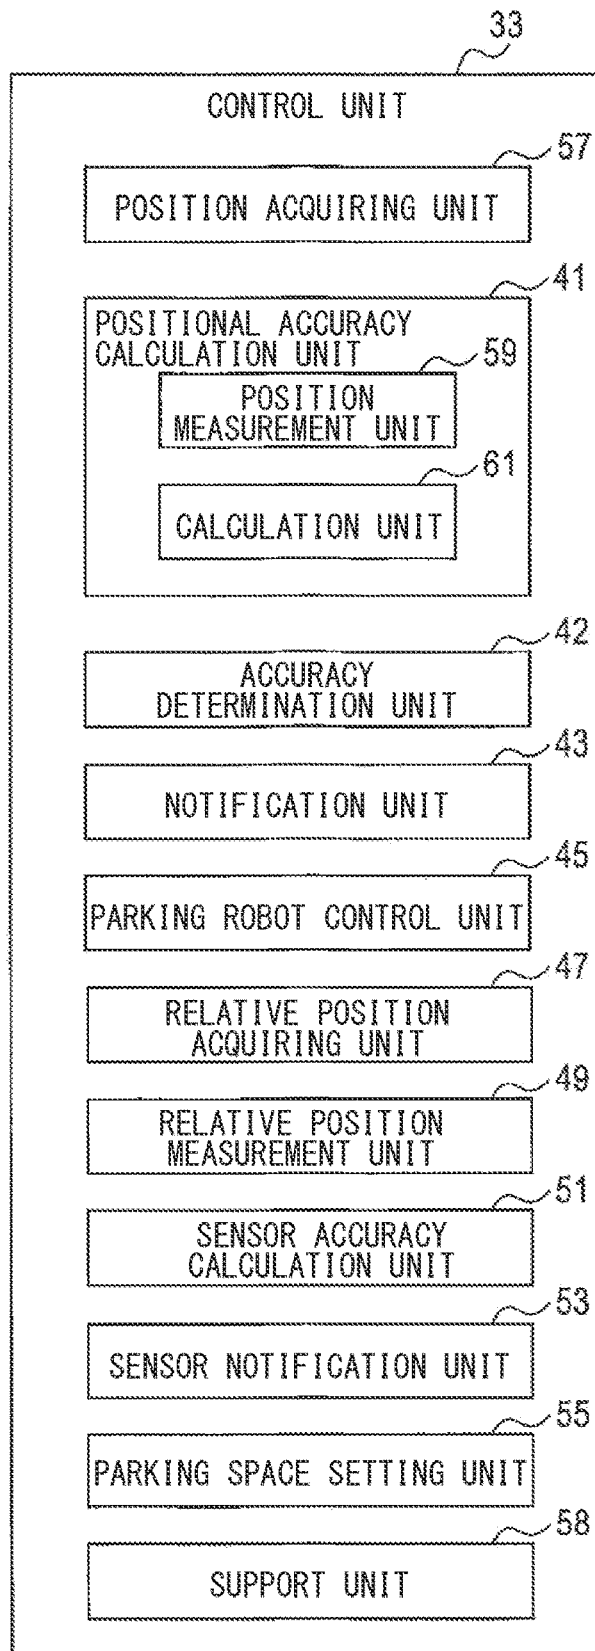 33
CONTROL UNIT
57
POSITION ACQUIRING UNIT
41
POSITIONAL ACCURACY
CALCULATION UNIT
59
POSITION
MEASUREMENT UNIT
61
CALCULATION UNIT
42
ACCURACY
DETERMINATION UNIT
43
NOTIFICATION UNIT
45
PARKING ROBOT CONTROL UNIT
47
RELATIVE POSITION
ACQUIRING UNIT
49
RELATIVE POSITION
MEASUREMENT UNIT
51
SENSOR ACCURACY
CALCULATION UNIT
53
SENSOR NOTIFICATION UNIT
55
PARKING SPACE SETTING UNIT
58
SUPPORT UNIT